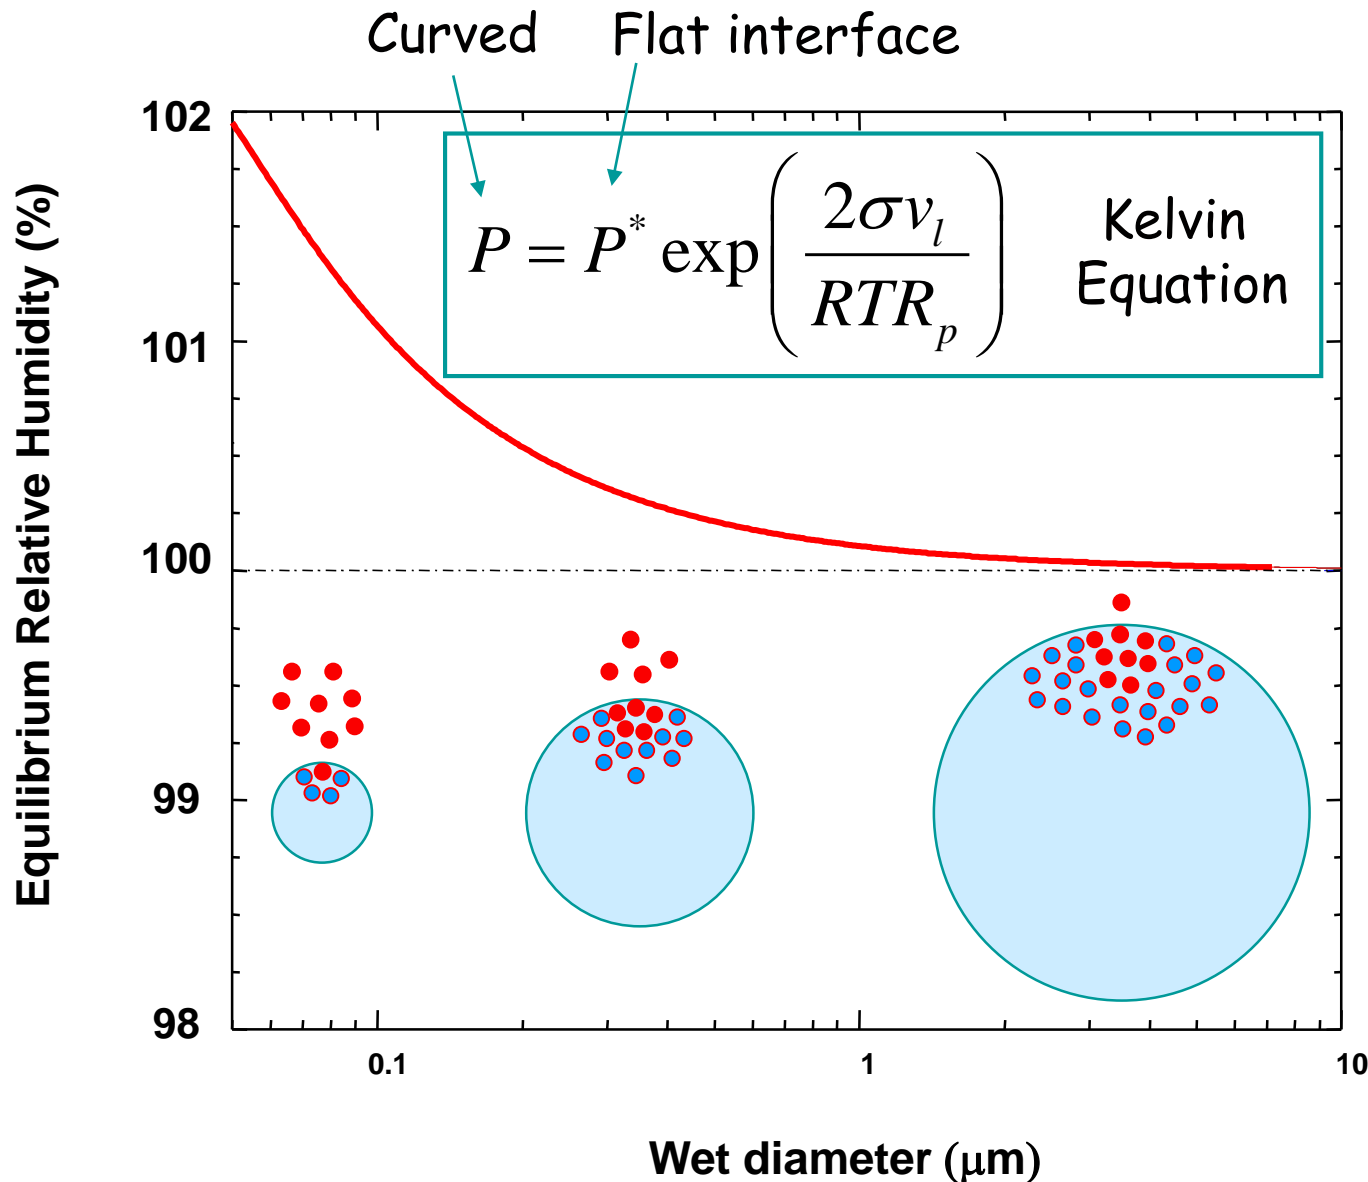 Curved Flat interface
102
P = P* exp(2σv_l / RTR_p) Kelvin
Equation
101
100
99
98
Equilibrium Relative Humidity (%)
0.1 1 10
Wet diameter (μm)